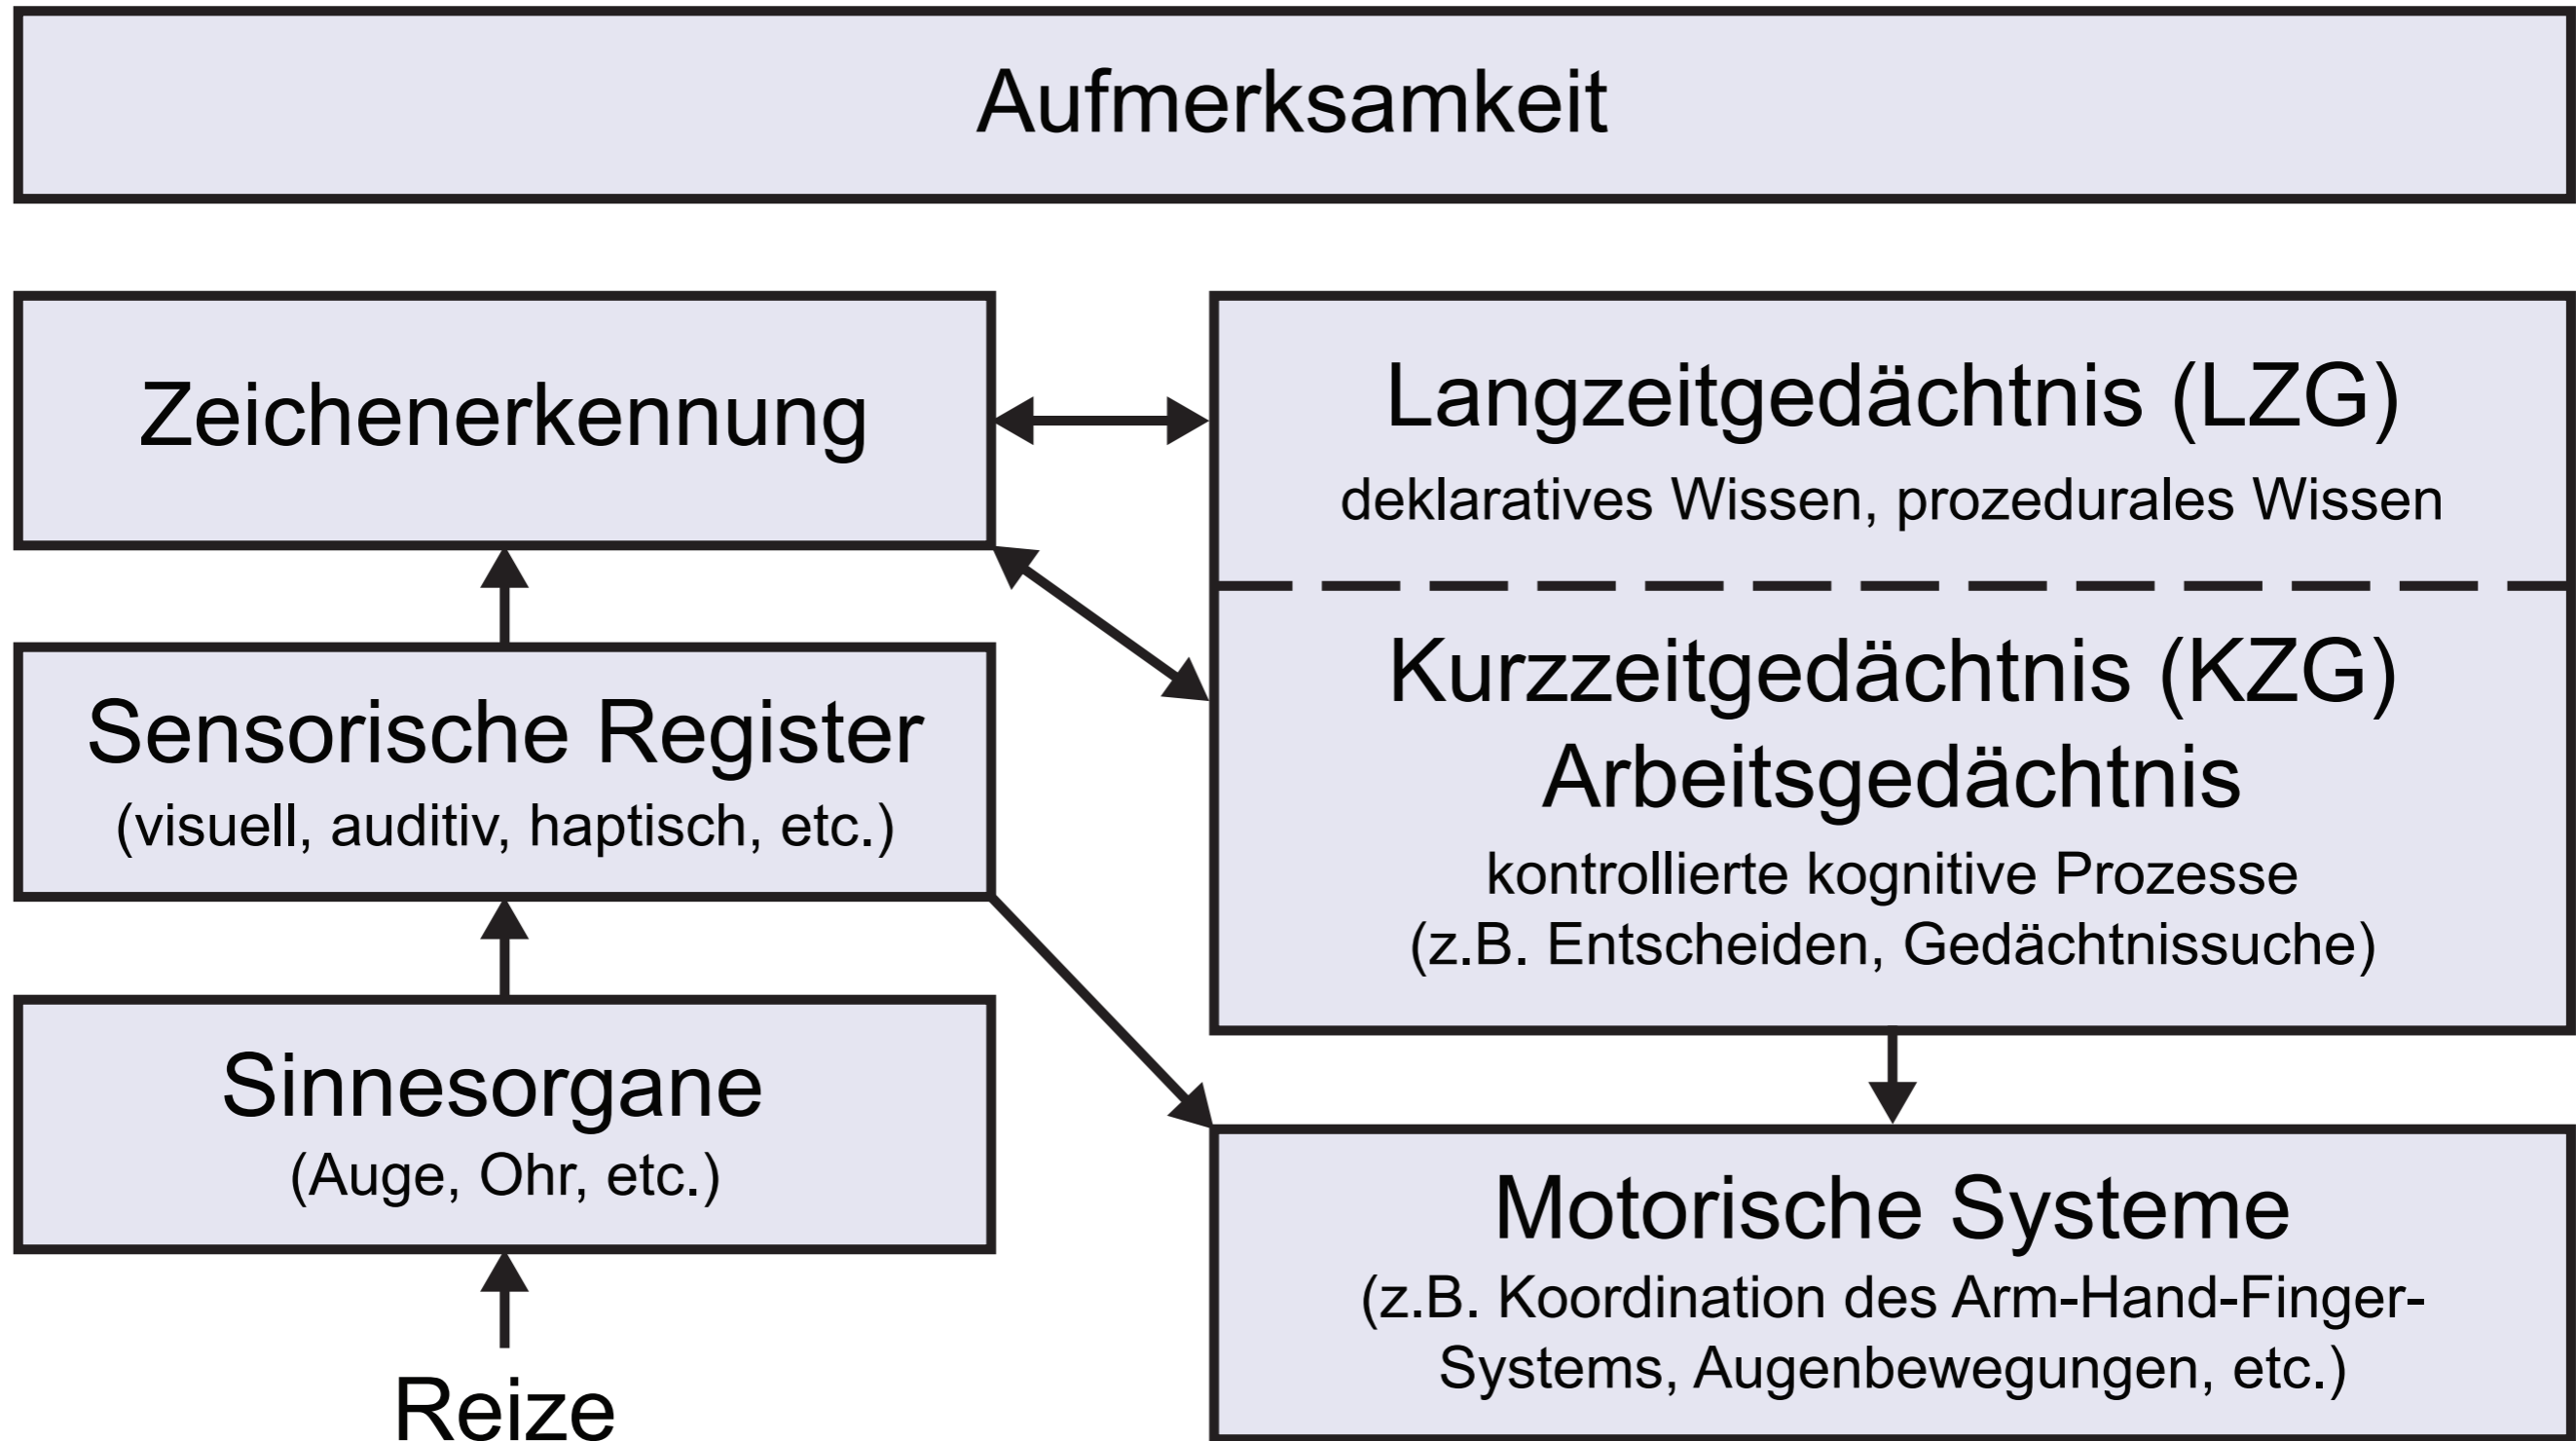 Aufmerksamkeit
Zeichenerkennung
Sensorische Register
(visuell, auditiv, haptisch, etc.)
Sinnesorgane
(Auge, Ohr, etc.)
Reize
Langzeitgedächtnis (LZG)
deklaratives Wissen, prozedurales Wissen
Kurzzeitgedächtnis (KZG)
Arbeitsgedächtnis
kontrollierte kognitive Prozesse
(z.B. Entscheiden, Gedächtnissuche)
Motorische Systeme
(z.B. Koordination des Arm-Hand-Finger-
Systems, Augenbewegungen, etc.)